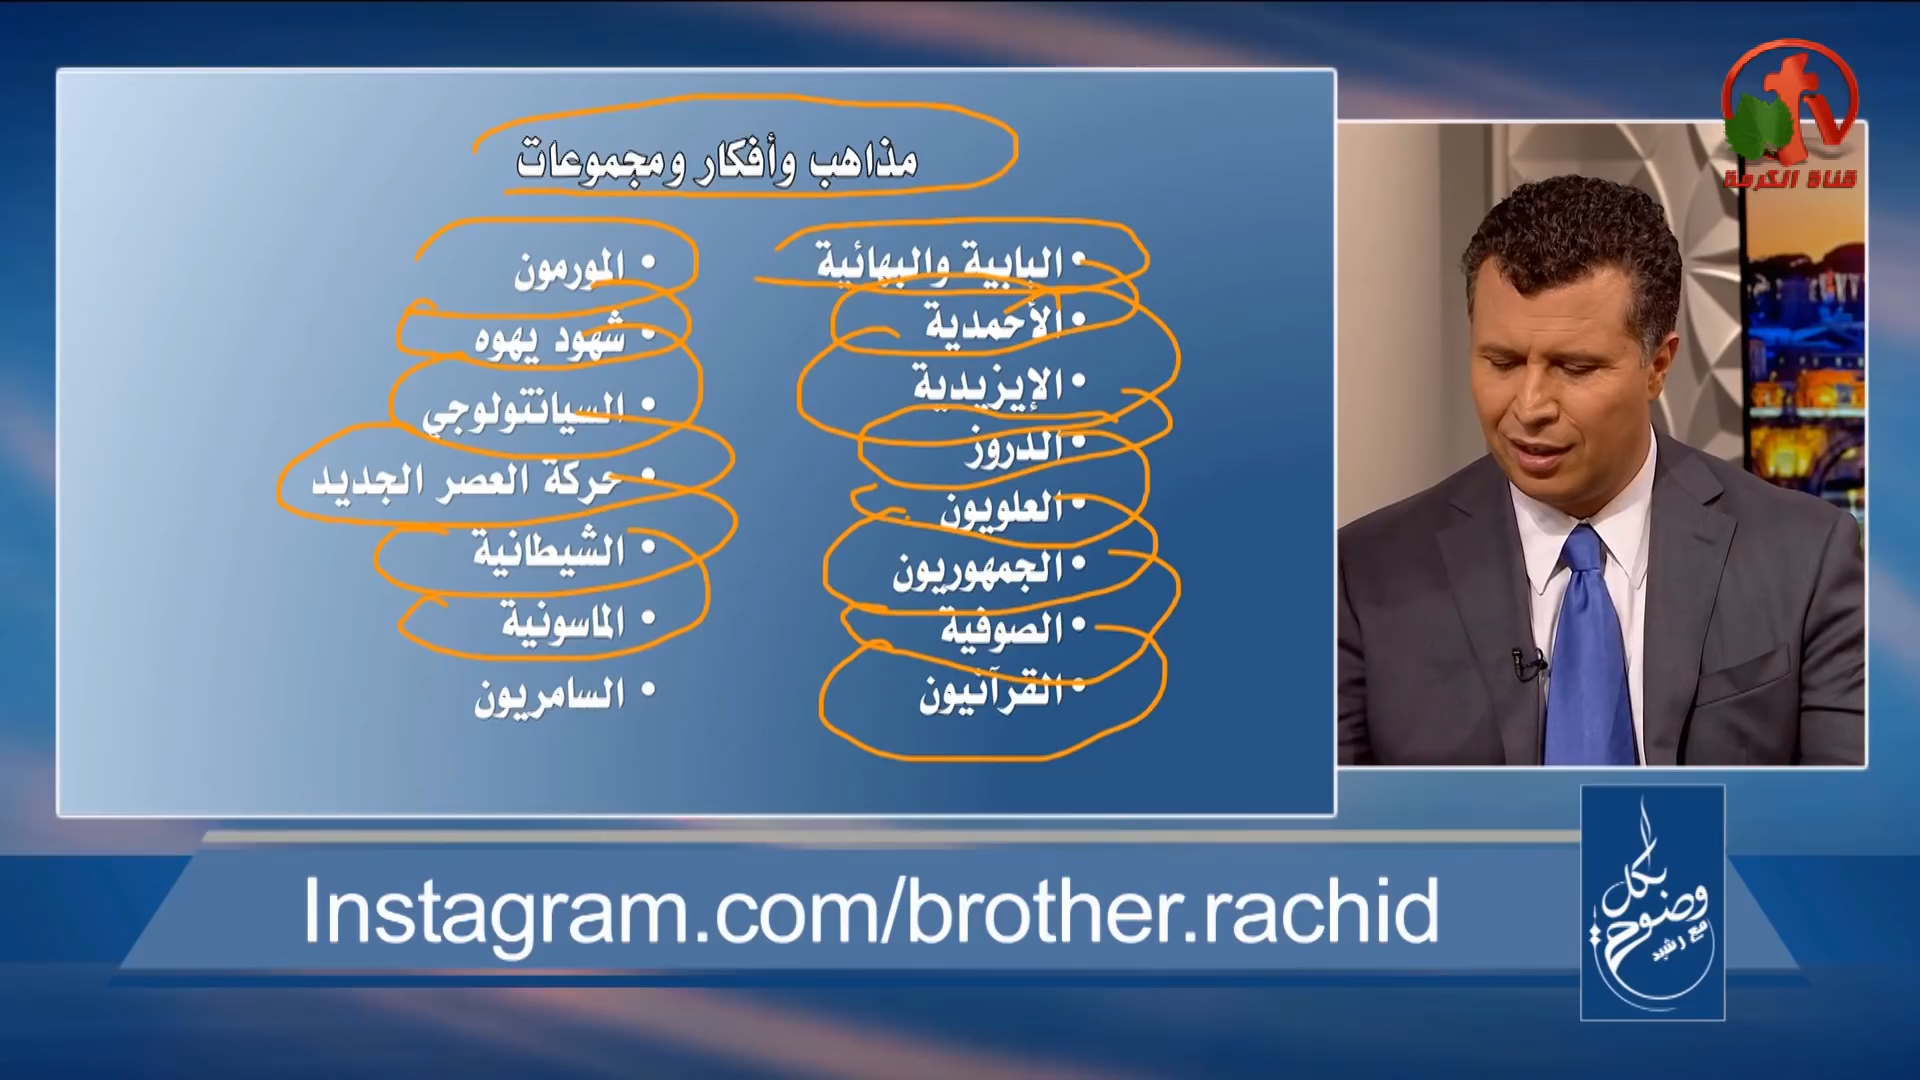 مذاهب وأفكار ومجموعات
• البابية والبهائية
• الأحمدية
• الإيزيدية
• الدروز
• العلويون
• الجمهوريون
• الصوفية
• القرآنيون
• المورمون
• شهود يهوه
• السيانتولوجي
• حركة العصر الجديد
• الشيطانية
• الماسونية
• السامريون
tv
قناة الكرمة
Instagram.com/brother.rachid
بكل
وضوح
مع رشيد